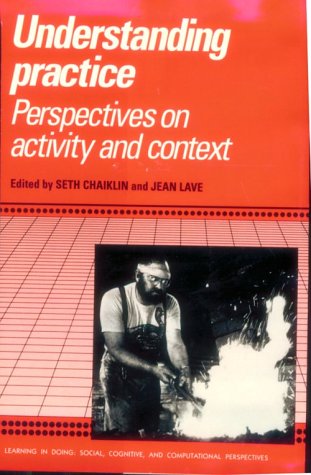 Understanding
practice
Perspectives on
activity and context
Edited by SETH CHAIKLIN and JEAN LAVE
LEARNING IN DOING: SOCIAL, COGNITIVE, AND COMPUTATIONAL PERSPECTIVES